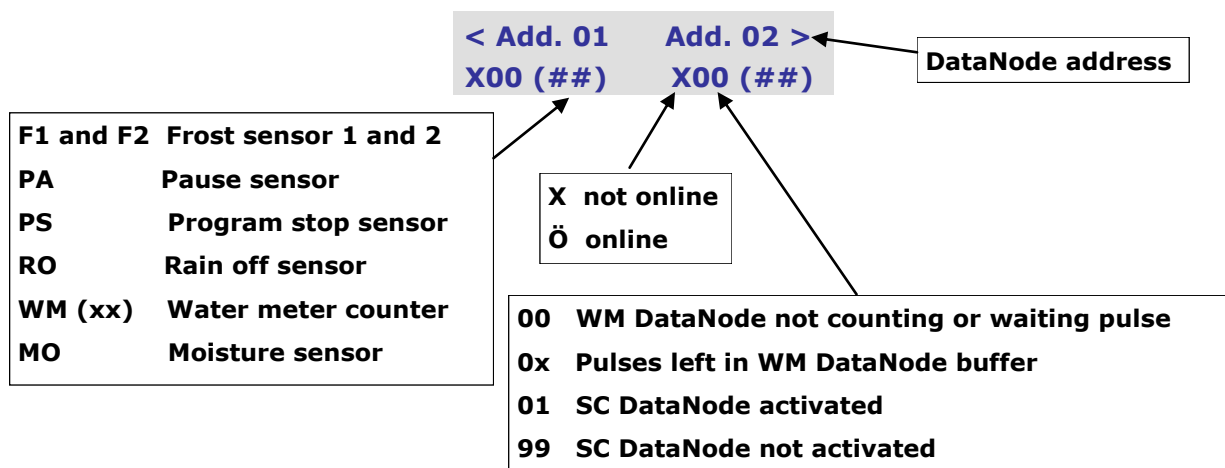 < Add. 01 Add. 02 >
X00 (##) X00 (##)
DataNode address
F1 and F2 Frost sensor 1 and 2
PA Pause sensor
PS Program stop sensor
RO Rain off sensor
WM (xx) Water meter counter
MO Moisture sensor
X not online
Ö online
00 WM DataNode not counting or waiting pulse
0x Pulses left in WM DataNode buffer
01 SC DataNode activated
99 SC DataNode not activated